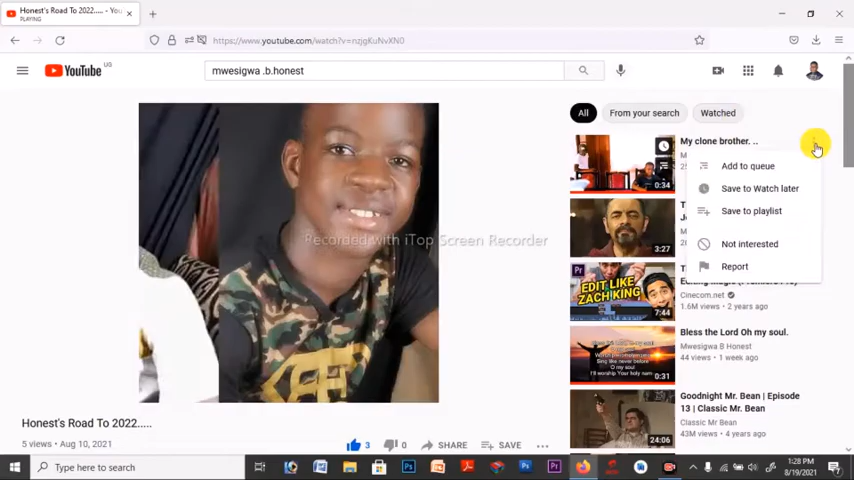 Honest's Road To 2022..... - You
PLAYING
https://www.youtube.com/watch?v=nzjgKuNvXN0
YouTube UG
mwesigwa .b.honest
All
From your search
Watched
My clone brother. ..
0:34
Add to queue
Save to Watch later
Save to playlist
Not interested
Report
3:27
Pr
EDIT LIKE
ZACH KING
7:44
Cinecom.net
1.6M views • 2 years ago
Bless the Lord Oh my soul.
Mwesigwa B Honest
44 views • 1 week ago
0:31
Goodnight Mr. Bean | Episode
13 | Classic Mr. Bean
Classic Mr Bean
43M views • 4 years ago
24:06
Recorded with iTop Screen Recorder
Honest's Road To 2022.....
5 views • Aug 10, 2021
3
0
SHARE
SAVE
Type here to search
1:28 PM
8/19/2021